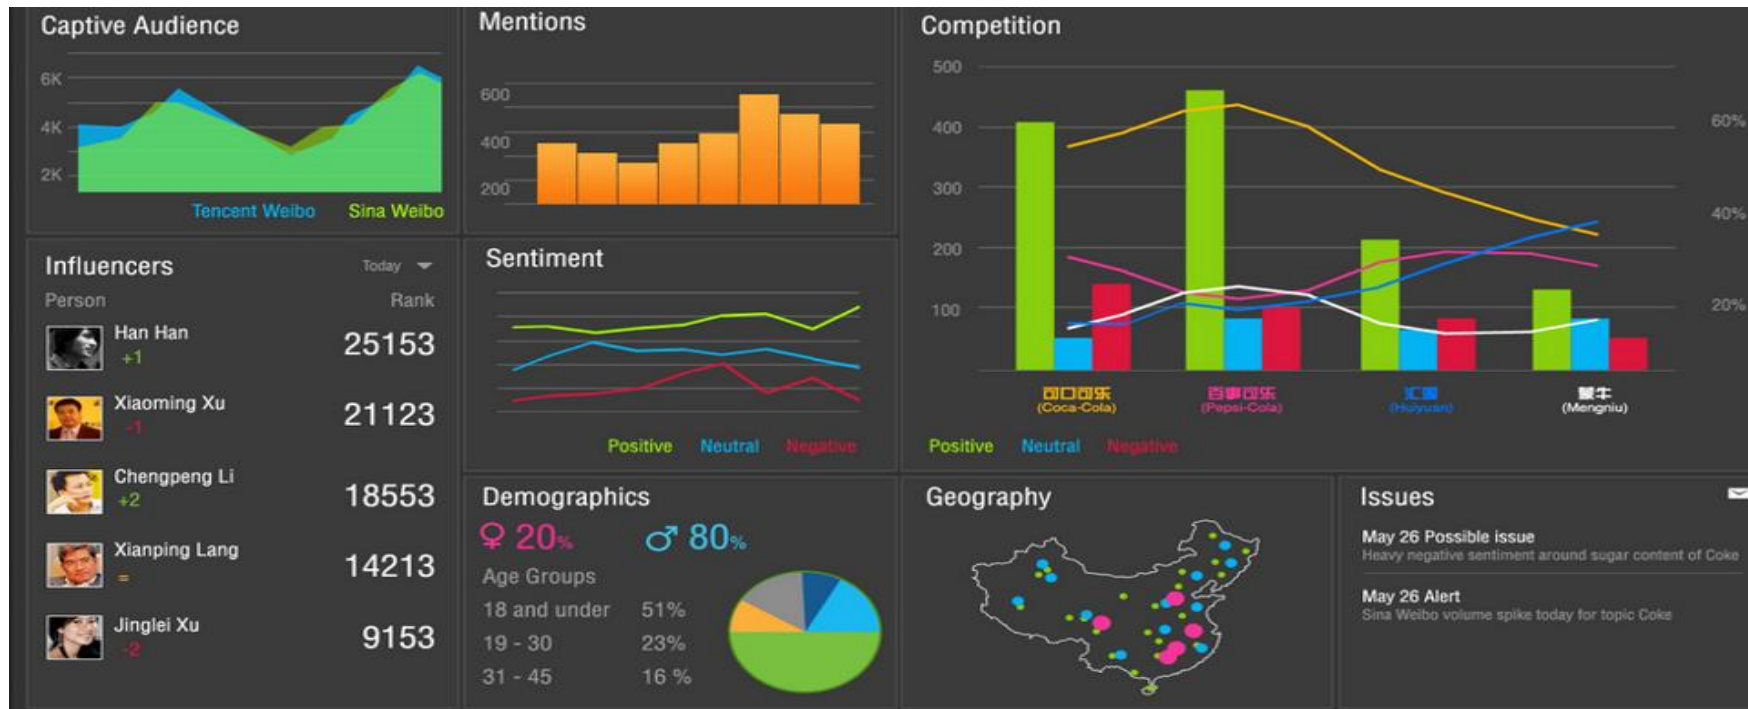 Captive Audience
6K
4K
2K
Tencent Weibo Sina Weibo
Mentions
600
400
200
Competition
500
400
300
200
100
60%
40%
20%
可口可乐
(Coca-Cola)
百事可乐
(Pepsi-Cola)
汇源
(Huiyuan)
蒙牛
(Mengniu)
Positive Neutral Negative
Influencers
Today
Person Rank
Han Han
+1
25153
Xiaoming Xu
-1
21123
Chengpeng Li
+2
18553
Xianping Lang
=
14213
Jinglei Xu
-2
9153
Sentiment
Positive Neutral Negative
Demographics
♀ 20% ♂ 80%
Age Groups
18 and under 51%
19 - 30 23%
31 - 45 16 %
Geography
Issues
May 26 Possible issue
Heavy negative sentiment around sugar content of Coke
May 26 Alert
Sina Weibo volume spike today for topic Coke